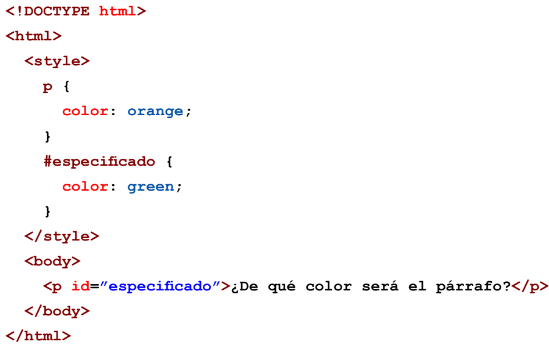 <!DOCTYPE html>
<html>
<style>
p {
color: orange;
}
#especificado {
color: green;
}
</style>
<body>
<p id=”especificado”>¿De qué color será el párrafo?</p>
</body>
</html>